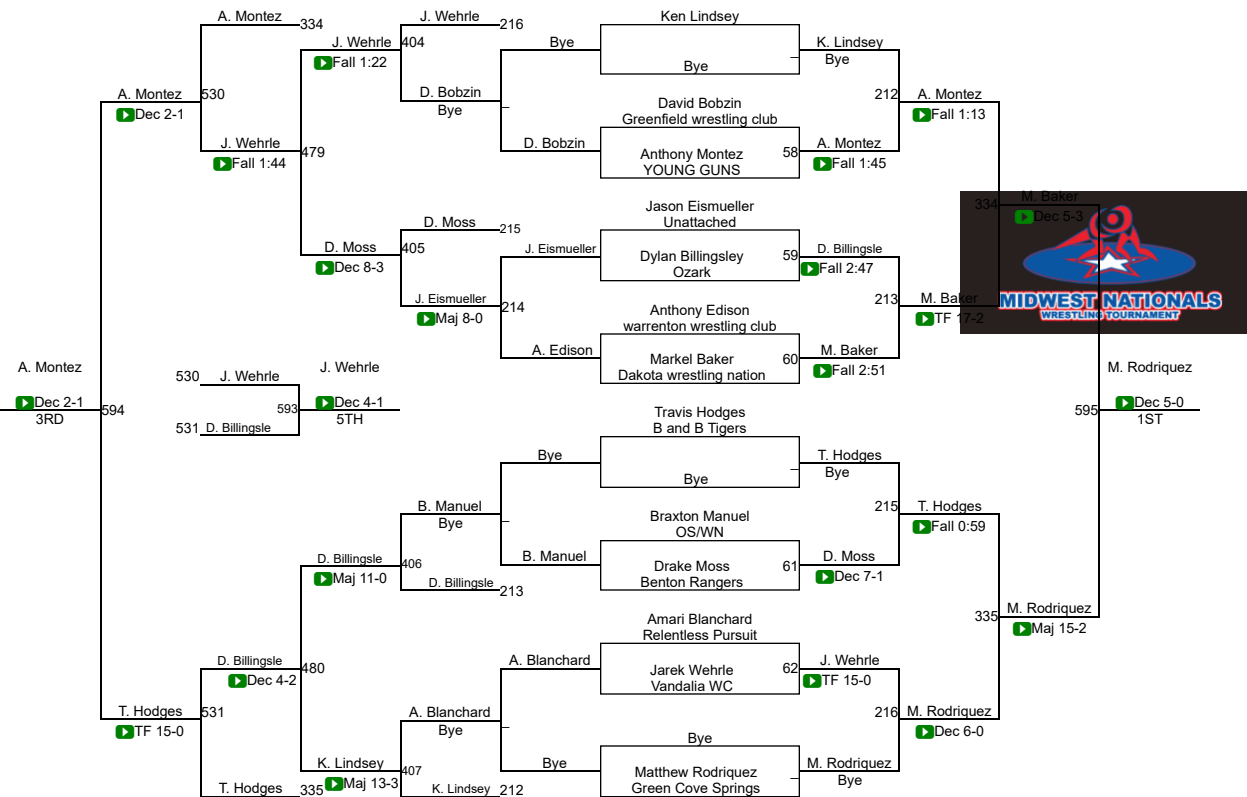 A. Montez
334
J. Wehrle
404
Fall 1:22
J. Wehrle
216
D. Bobzin
Bye
Bye
D. Bobzin
A. Montez
530
Dec 2-1
J. Wehrle
479
Fall 1:44
D. Moss
405
Dec 8-3
D. Moss
215
J. Eismueller
214
Maj 8-0
J. Eismueller
A. Edison
Ken Lindsey
Bye
K. Lindsey
Bye
David Bobzin
Greenfield wrestling club
Anthony Montez
YOUNG GUNS
58
A. Montez
Fall 1:45
212
A. Montez
Fall 1:13
Jason Eismueller
Unattached
Dylan Billingsley
Ozark
59
D. Billingsle
Fall 2:47
Anthony Edison
warrenton wrestling club
Markel Baker
Dakota wrestling nation
60
M. Baker
Fall 2:51
213
M. Baker
TF 17-2
334
M. Baker
Dec 5-3
MIDWEST NATIONALS
WRESTLING TOURNAMENT
A. Montez
Dec 2-1
3RD
594
530
J. Wehrle
531
D. Billingsle
593
J. Wehrle
Dec 4-1
5TH
M. Rodriquez
595
Dec 5-0
1ST
Travis Hodges
B and B Tigers
Bye
T. Hodges
Bye
Braxton Manuel
OS/WN
Drake Moss
Benton Rangers
61
D. Moss
Dec 7-1
215
T. Hodges
Fall 0:59
Bye
B. Manuel
B. Manuel
Bye
D. Billingsle
406
Maj 11-0
D. Billingsle
213
Amari Blanchard
Relentless Pursuit
Jarek Wehrle
Vandalia WC
62
J. Wehrle
TF 15-0
335
M. Rodriquez
Maj 15-2
D. Billingsle
480
Dec 4-2
A. Blanchard
A. Blanchard
Bye
Bye
T. Hodges
531
TF 15-0
K. Lindsey
407
Maj 13-3
K. Lindsey
212
T. Hodges
335
Bye
Matthew Rodriquez
Green Cove Springs
M. Rodriquez
Bye
216
M. Rodriquez
Dec 6-0